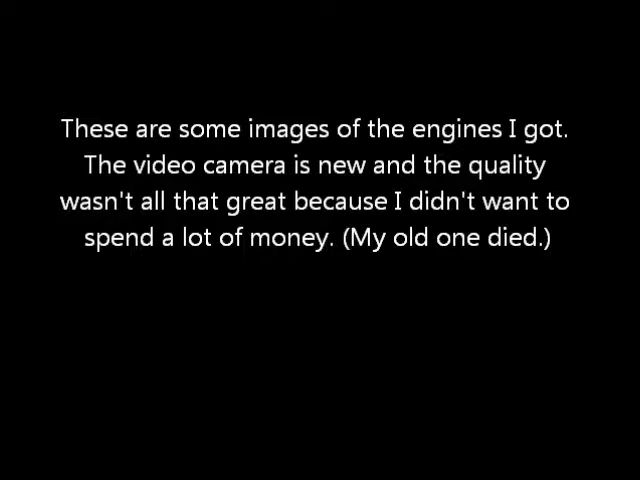 These are some images of the engines I got.
The video camera is new and the quality
wasn't all that great because I didn't want to
spend a lot of money. (My old one died.)